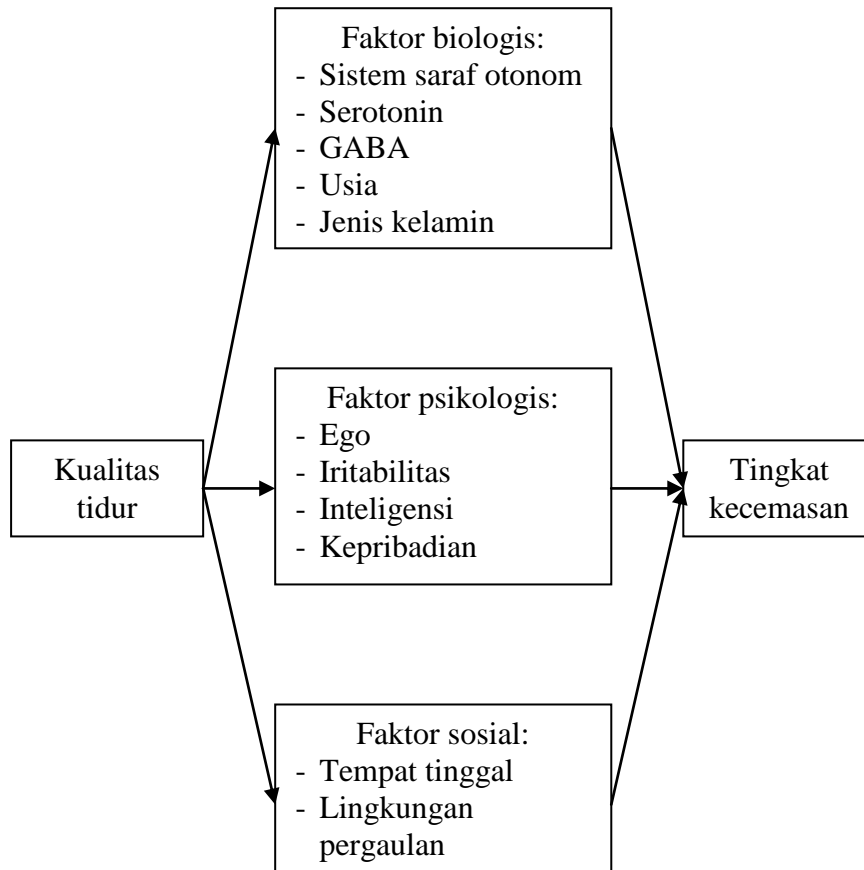 Faktor biologis:
- Sistem saraf otonom
- Serotonin
- GABA
- Usia
- Jenis kelamin
Faktor psikologis:
- Ego
- Iritabilitas
- Inteligensi
- Kepribadian
Kualitas
tidur
Tingkat
kecemasan
Faktor sosial:
- Tempat tinggal
- Lingkungan
pergaulan